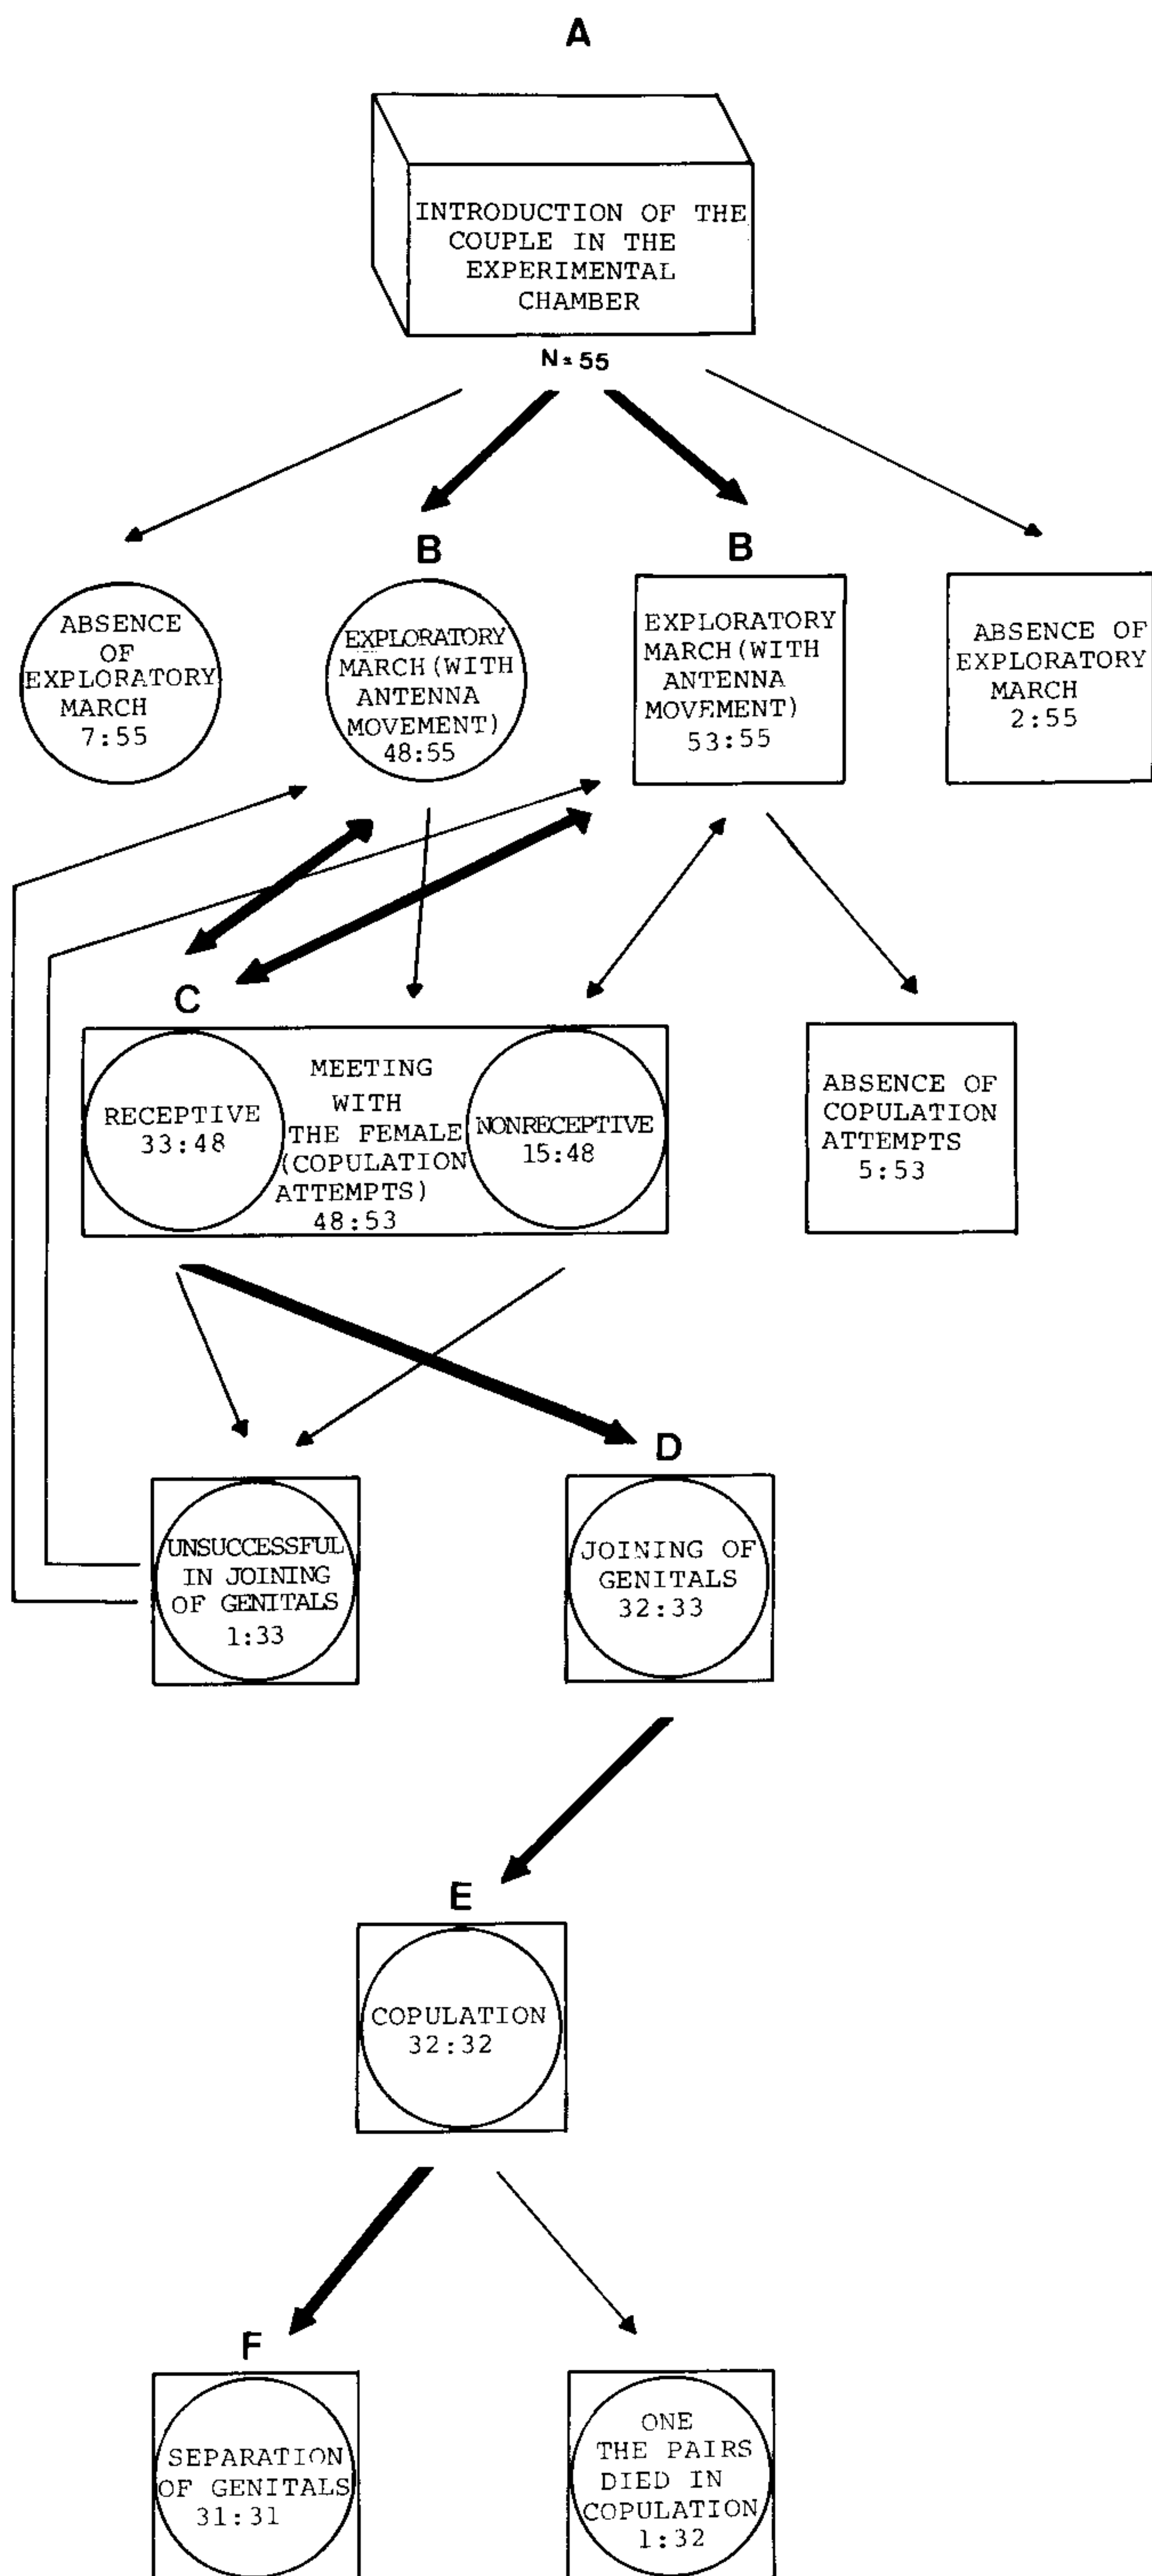 A
INTRODUCTION OF THE
COUPLE IN THE
EXPERIMENTAL
CHAMBER
N=55
B
B
ABSENCE
OF
EXPLORATORY
MARCH
7:55
EXPLORATORY
MARCH(WITH
ANTENNA
MOVEMENT)
48:55
EXPLORATORY
MARCH(WITH
ANTENNA
MOVEMENT)
53:55
ABSENCE OF
EXPLORATORY
MARCH
2:55
C
RECEPTIVE
33:48
MEETING
WITH
THE FEMALE
(COPULATION
ATTEMPTS)
48:53
NONRECEPTIVE
15:48
ABSENCE OF
COPULATION
ATTEMPTS
5:53
D
UNSUCCESSFUL
IN JOINING
OF GENITALS
1:33
JOINING OF
GENITALS
32:33
E
COPULATION
32:32
F
SEPARATION
OF GENITALS
31:31
ONE
THE PAIRS
DIED IN
COPULATION
1:32